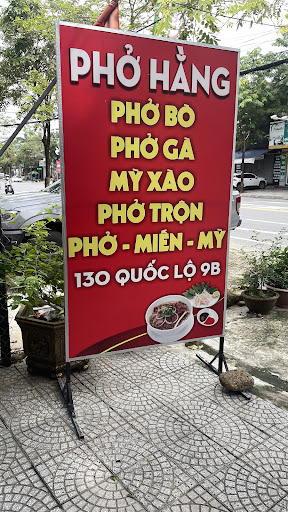 PHỞ HẰNG
PHỞ BÒ
PHỞ GÀ
MỲ XÀO
PHỞ TRỘN
PHỞ - MIẾN - MỲ
130 QUỐC LỘ 9B